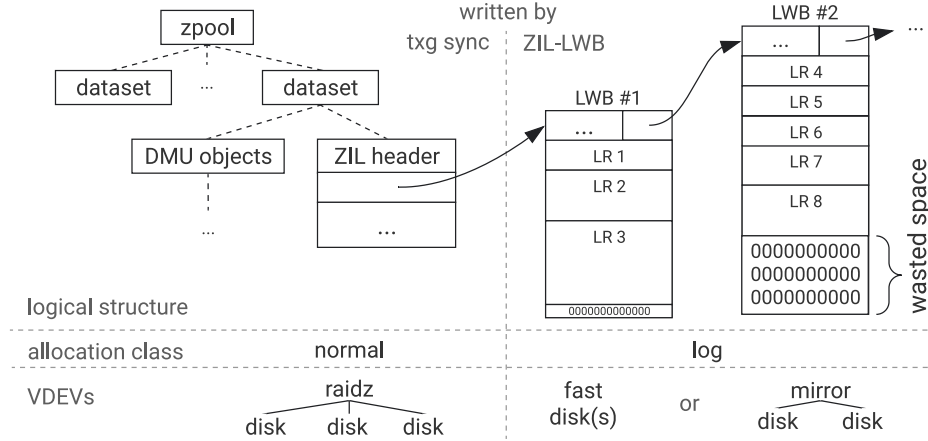 written by
txg sync
ZIL-LWB
zpool
dataset
...
dataset
DMU objects
...
ZIL header
...
LWB #1
...
LR 1
LR 2
LR 3
0000000000000
LWB #2
...
LR 4
LR 5
LR 6
LR 7
LR 8
0000000000
0000000000
0000000000
...
wasted space
logical structure
allocation class
normal
log
VDEVs
raidz
disk disk disk
fast
disk(s)
or
mirror
disk disk